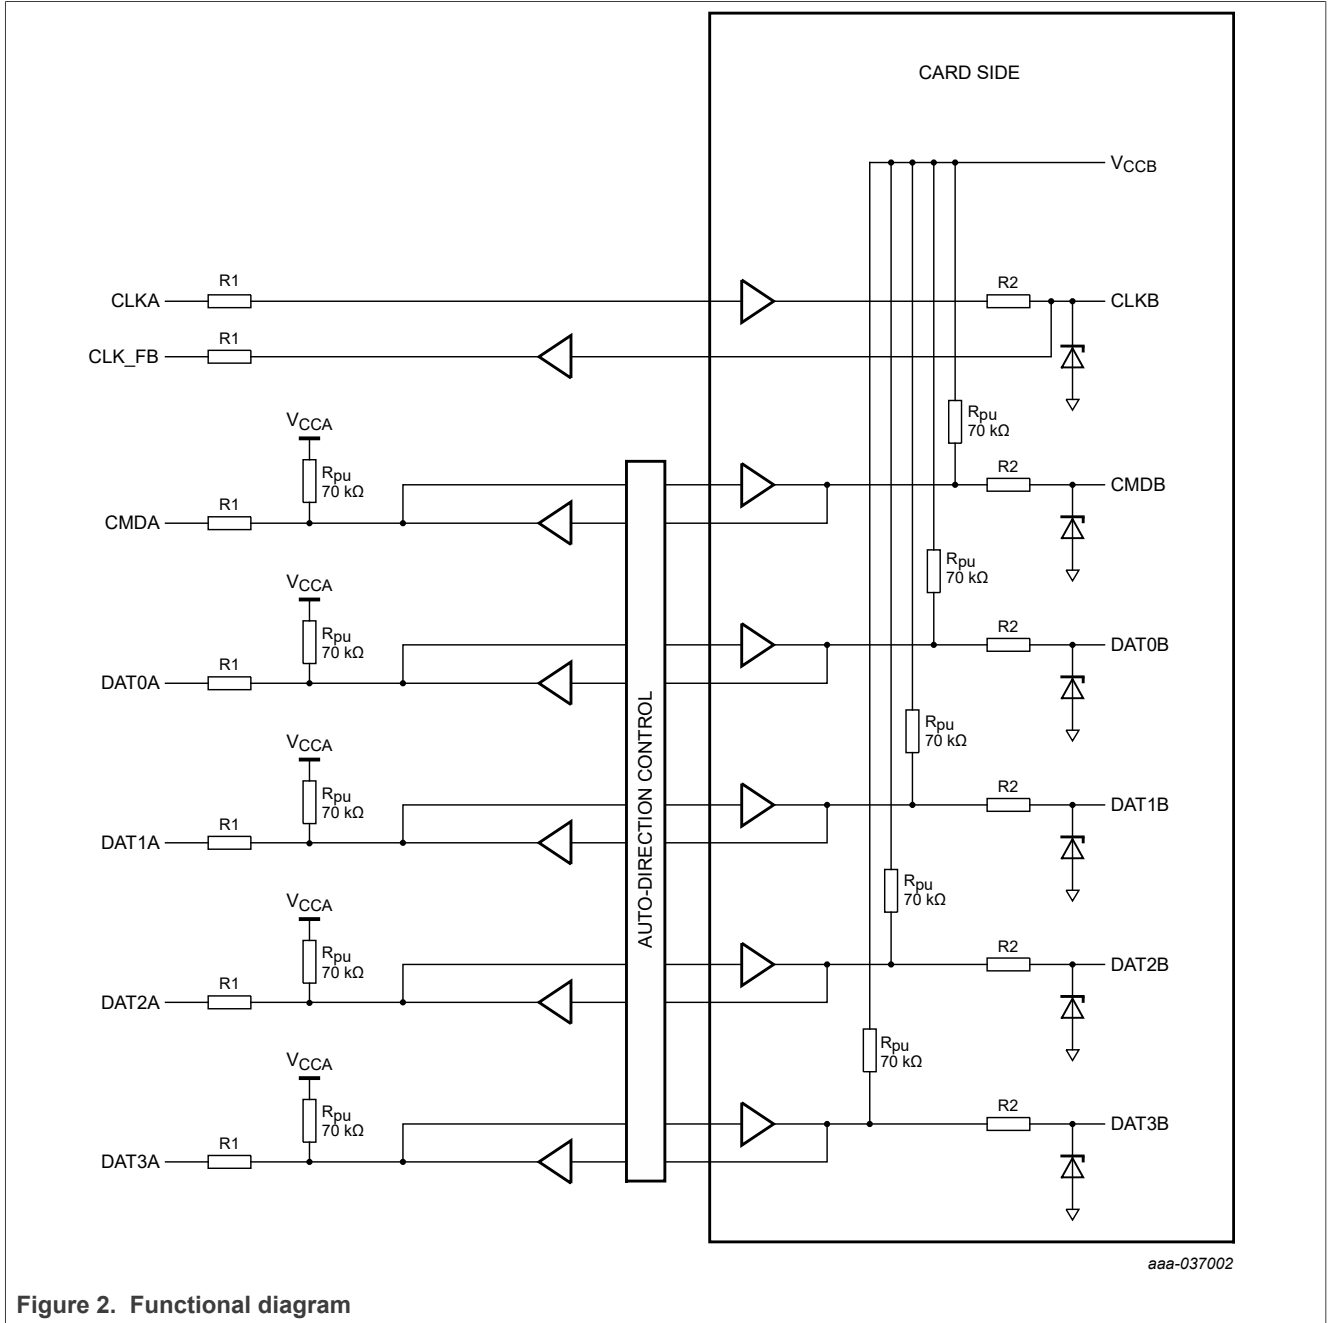 CARD SIDE
VCCB
R1
R2
CLKA
CLKB
R1
CLK_FB
Rpu
70 kΩ
VCCA
Rpu
70 kΩ
R2
CMDB
R1
CMDA
Rpu
70 kΩ
VCCA
Rpu
70 kΩ
R2
DAT0B
R1
DAT0A
AUTO-DIRECTION CONTROL
Rpu
70 kΩ
VCCA
Rpu
70 kΩ
R2
DAT1B
R1
DAT1A
Rpu
70 kΩ
VCCA
Rpu
70 kΩ
R2
DAT2B
R1
DAT2A
Rpu
70 kΩ
VCCA
Rpu
70 kΩ
R2
DAT3B
R1
DAT3A
aaa-037002
Figure 2. Functional diagram